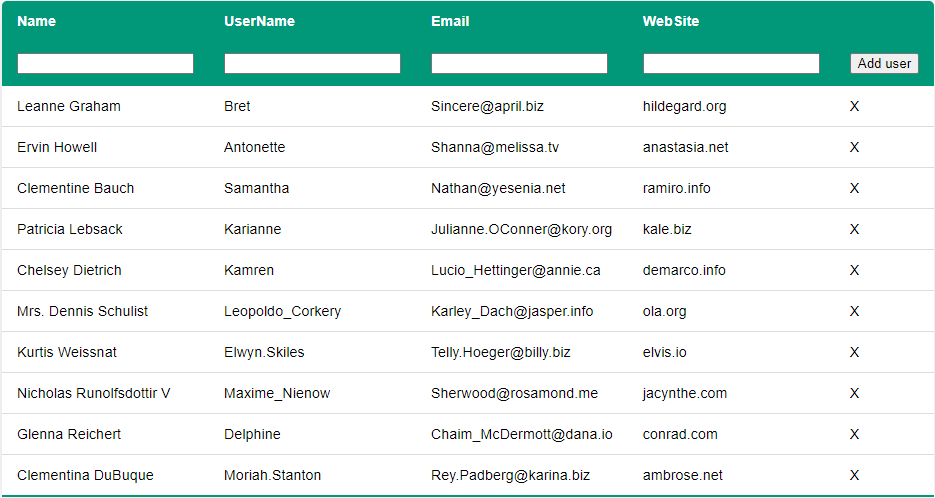 Name UserName Email WebSite
Add user
Leanne Graham Bret Sincere@april.biz hildegard.org X
Ervin Howell Antonette Shanna@melissa.tv anastasia.net X
Clementine Bauch Samantha Nathan@yesenia.net ramiro.info X
Patricia Lebsack Karianne Julianne.OConner@kory.org kale.biz X
Chelsey Dietrich Kamren Lucio_Hettinger@annie.ca demarco.info X
Mrs. Dennis Schulist Leopoldo_Corkery Karley_Dach@jasper.info ola.org X
Kurtis Weissnat Elwyn.Skiles Telly.Hoeger@billy.biz elvis.io X
Nicholas Runolfsdottir V Maxime_Nienow Sherwood@rosamond.me jacynthe.com X
Glenna Reichert Delphine Chaim_McDermott@dana.io conrad.com X
Clementina DuBuque Moriah.Stanton Rey.Padberg@karina.biz ambrose.net X